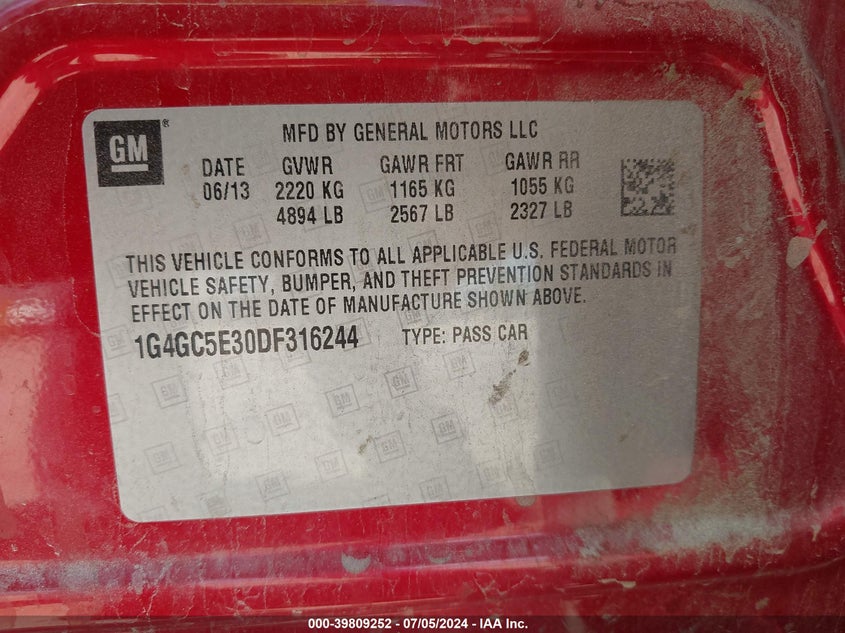 GM ®
MFD BY GENERAL MOTORS LLC
DATE GVWR GAWR FRT GAWR RR
06/13 2220 KG 1165 KG 1055 KG
4894 LB 2567 LB 2327 LB
THIS VEHICLE CONFORMS TO ALL APPLICABLE U.S. FEDERAL MOTOR
VEHICLE SAFETY, BUMPER, AND THEFT PREVENTION STANDARDS IN
EFFECT ON THE DATE OF MANUFACTURE SHOWN ABOVE.
1G4GC5E30DF316244 TYPE: PASS CAR
000-39809252 - 07/05/2024 - IAA Inc.